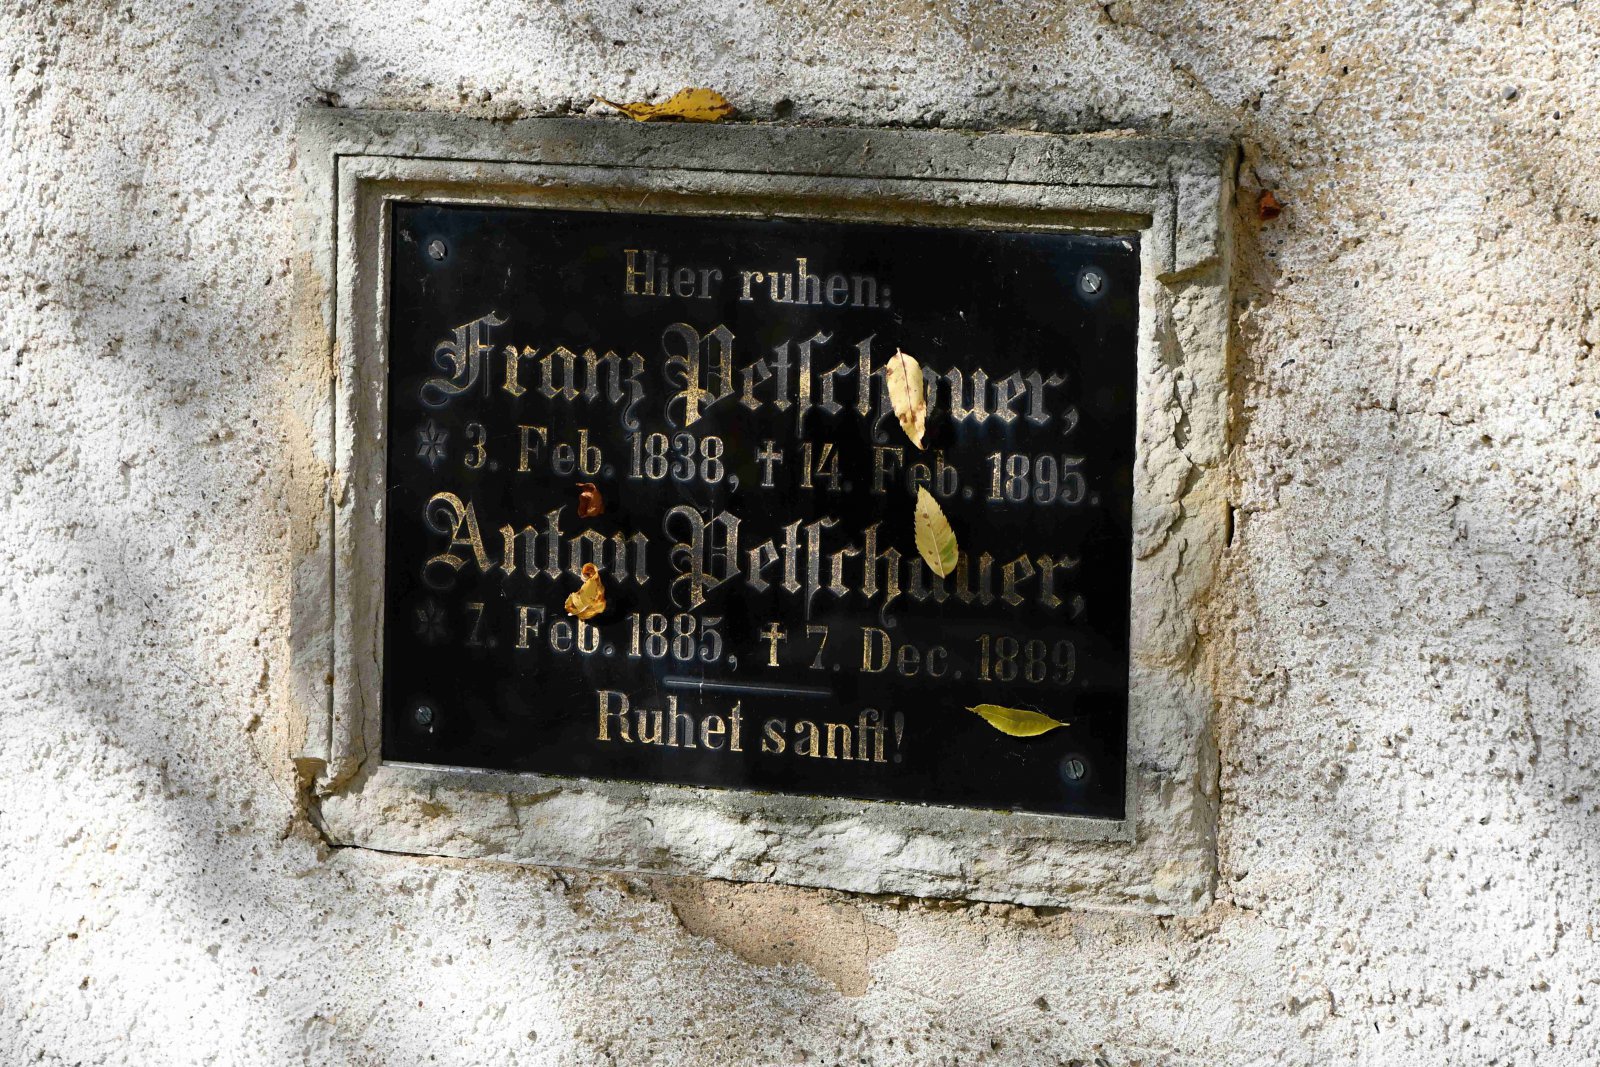 Hier ruhen:
Franz Petſchauer,
* 3. Feb. 1838, † 14. Feb. 1895.
Anton Petſchauer,
* 7. Feb. 1885, † 7. Dec. 1889.
Ruhet sanft!